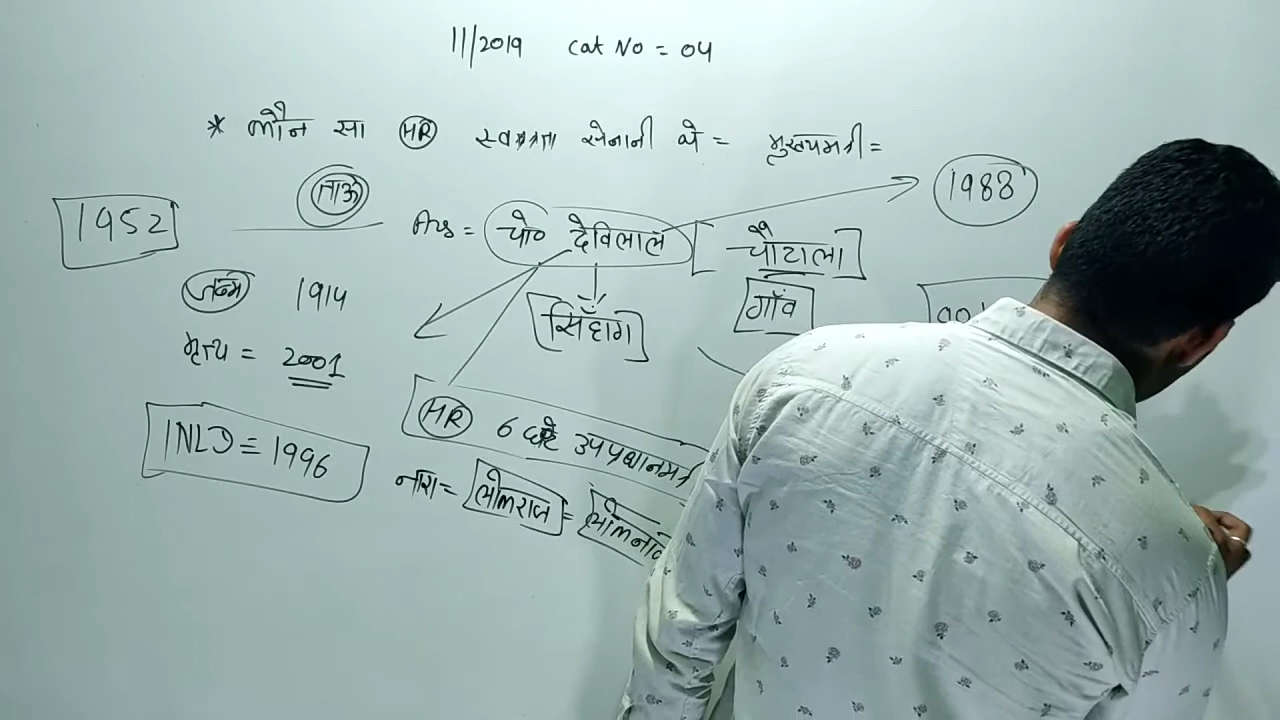 11/2019 Cat No = 04
* कौन सा HR स्वतंत्रता सेनानी थे = मुख्यमंत्री =
1952 ताऊ Ans = चौ० देविलाल चौटाला 1988
जन्म 1914 सिंहाग गाँव
मृत्यु = 2001
HR 6 छठे उपप्रधानमंत्री
INLD = 1996
नारा = लोकराज = लोकलाज